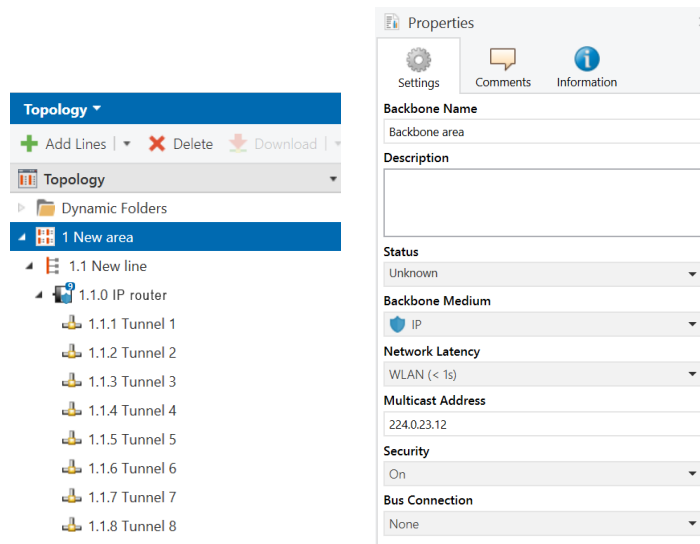 Topology
Add Lines
Delete
Download
Topology
Dynamic Folders
1 New area
1.1 New line
9
1.1.0 IP router
1.1.1 Tunnel 1
1.1.2 Tunnel 2
1.1.3 Tunnel 3
1.1.4 Tunnel 4
1.1.5 Tunnel 5
1.1.6 Tunnel 6
1.1.7 Tunnel 7
1.1.8 Tunnel 8
Properties
Settings
Comments
Information
Backbone Name
Backbone area
Description
Status
Unknown
Backbone Medium
IP
Network Latency
WLAN (< 1s)
Multicast Address
224.0.23.12
Security
On
Bus Connection
None